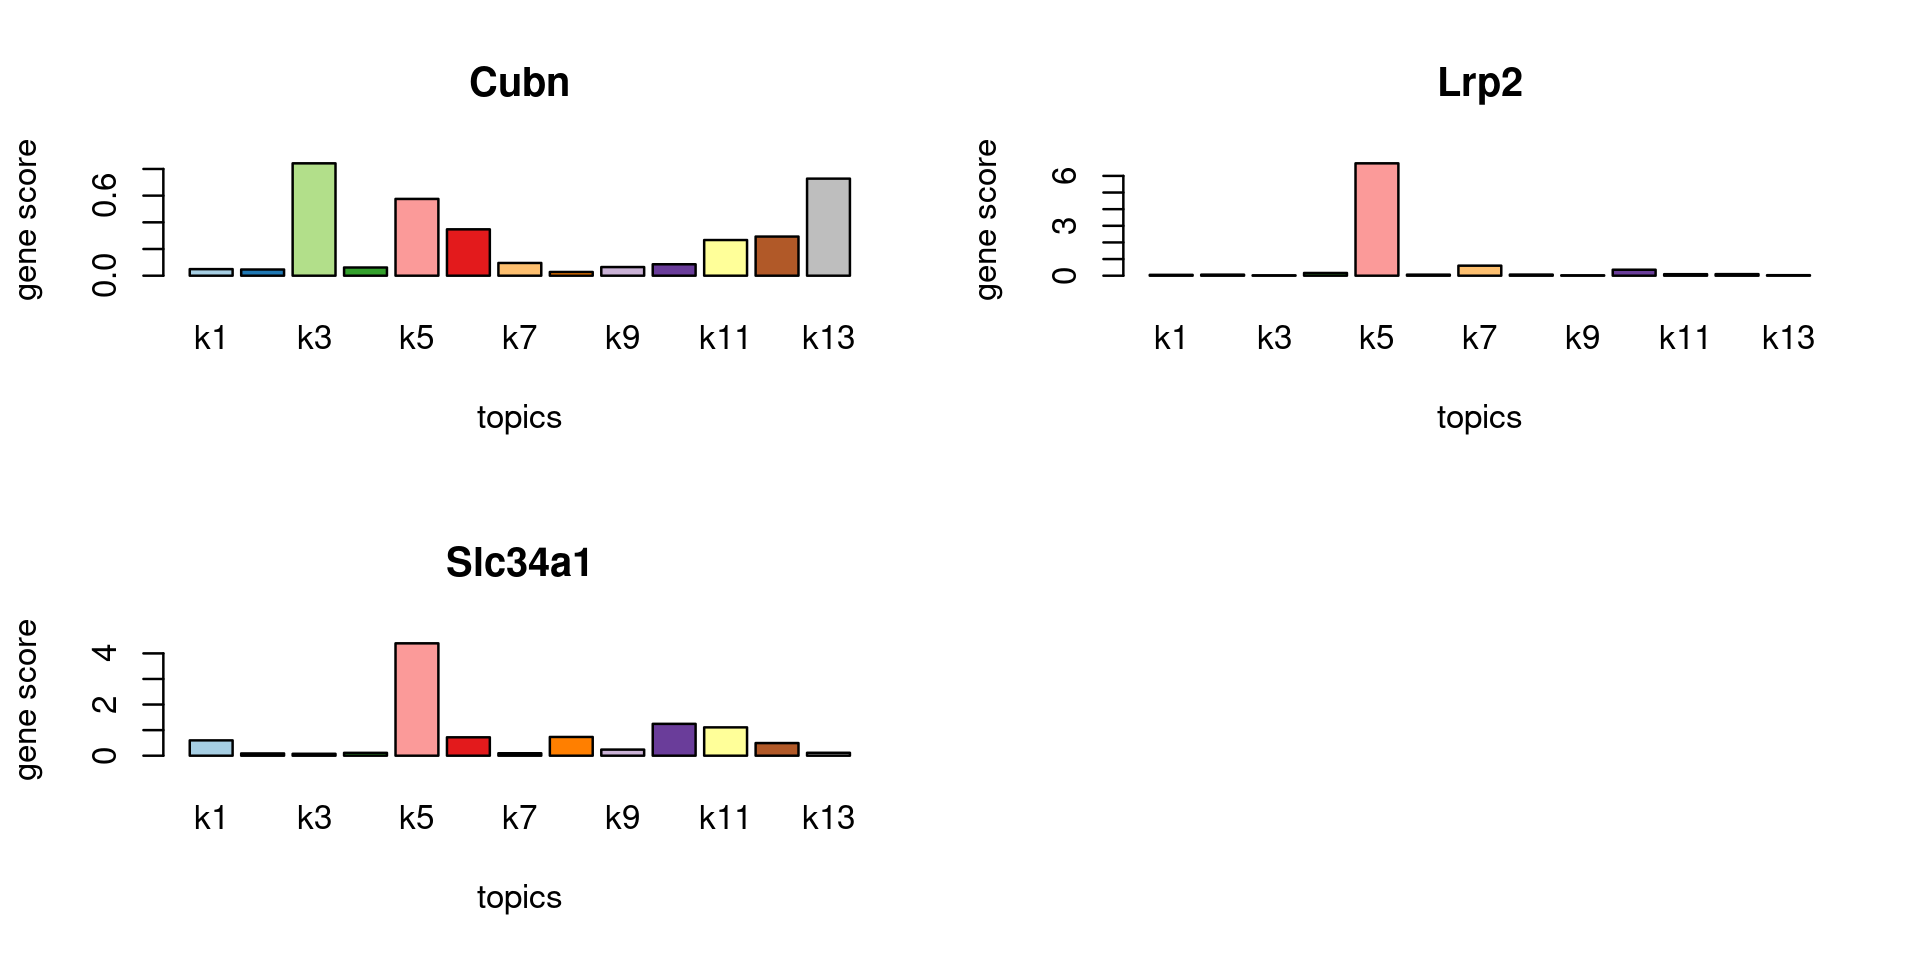 Cubn
gene score
0.6
0.0
k1 k3 k5 k7 k9 k11 k13
topics
Lrp2
gene score
6
3
0
k1 k3 k5 k7 k9 k11 k13
topics
Slc34a1
gene score
4
2
0
k1 k3 k5 k7 k9 k11 k13
topics